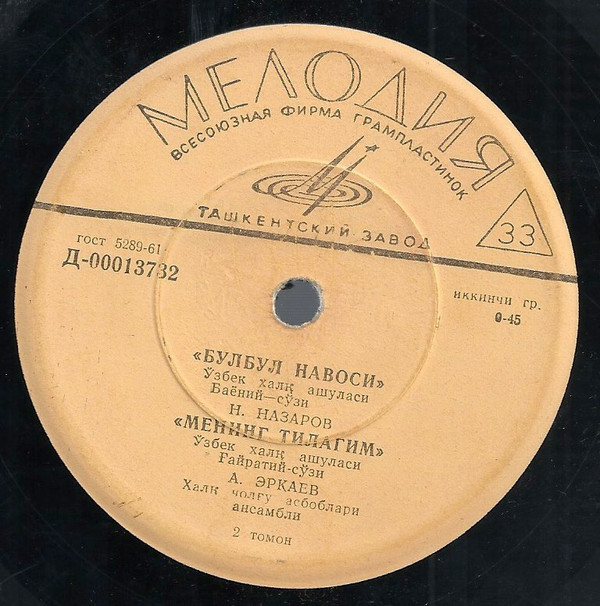 МЕЛОДИЯ
ВСЕСОЮЗНАЯ ФИРМА ГРАМПЛАСТИНОК
ТАШКЕНТСКИЙ ЗАВОД
33
гост 5289-61
Д-00013732
иккинчи гр.
0-45
«БУЛБУЛ НАВОСИ»
Ўзбек халқ ашуласи
Баёний—сўзи
Н. НАЗАРОВ
«МЕНИНГ ТИЛАГИМ»
Ўзбек халқ ашуласи
Ғайратий-сўзи
А. ЭРКАЕВ
Халқ чолғу асбоблари
ансамбли
2 томон